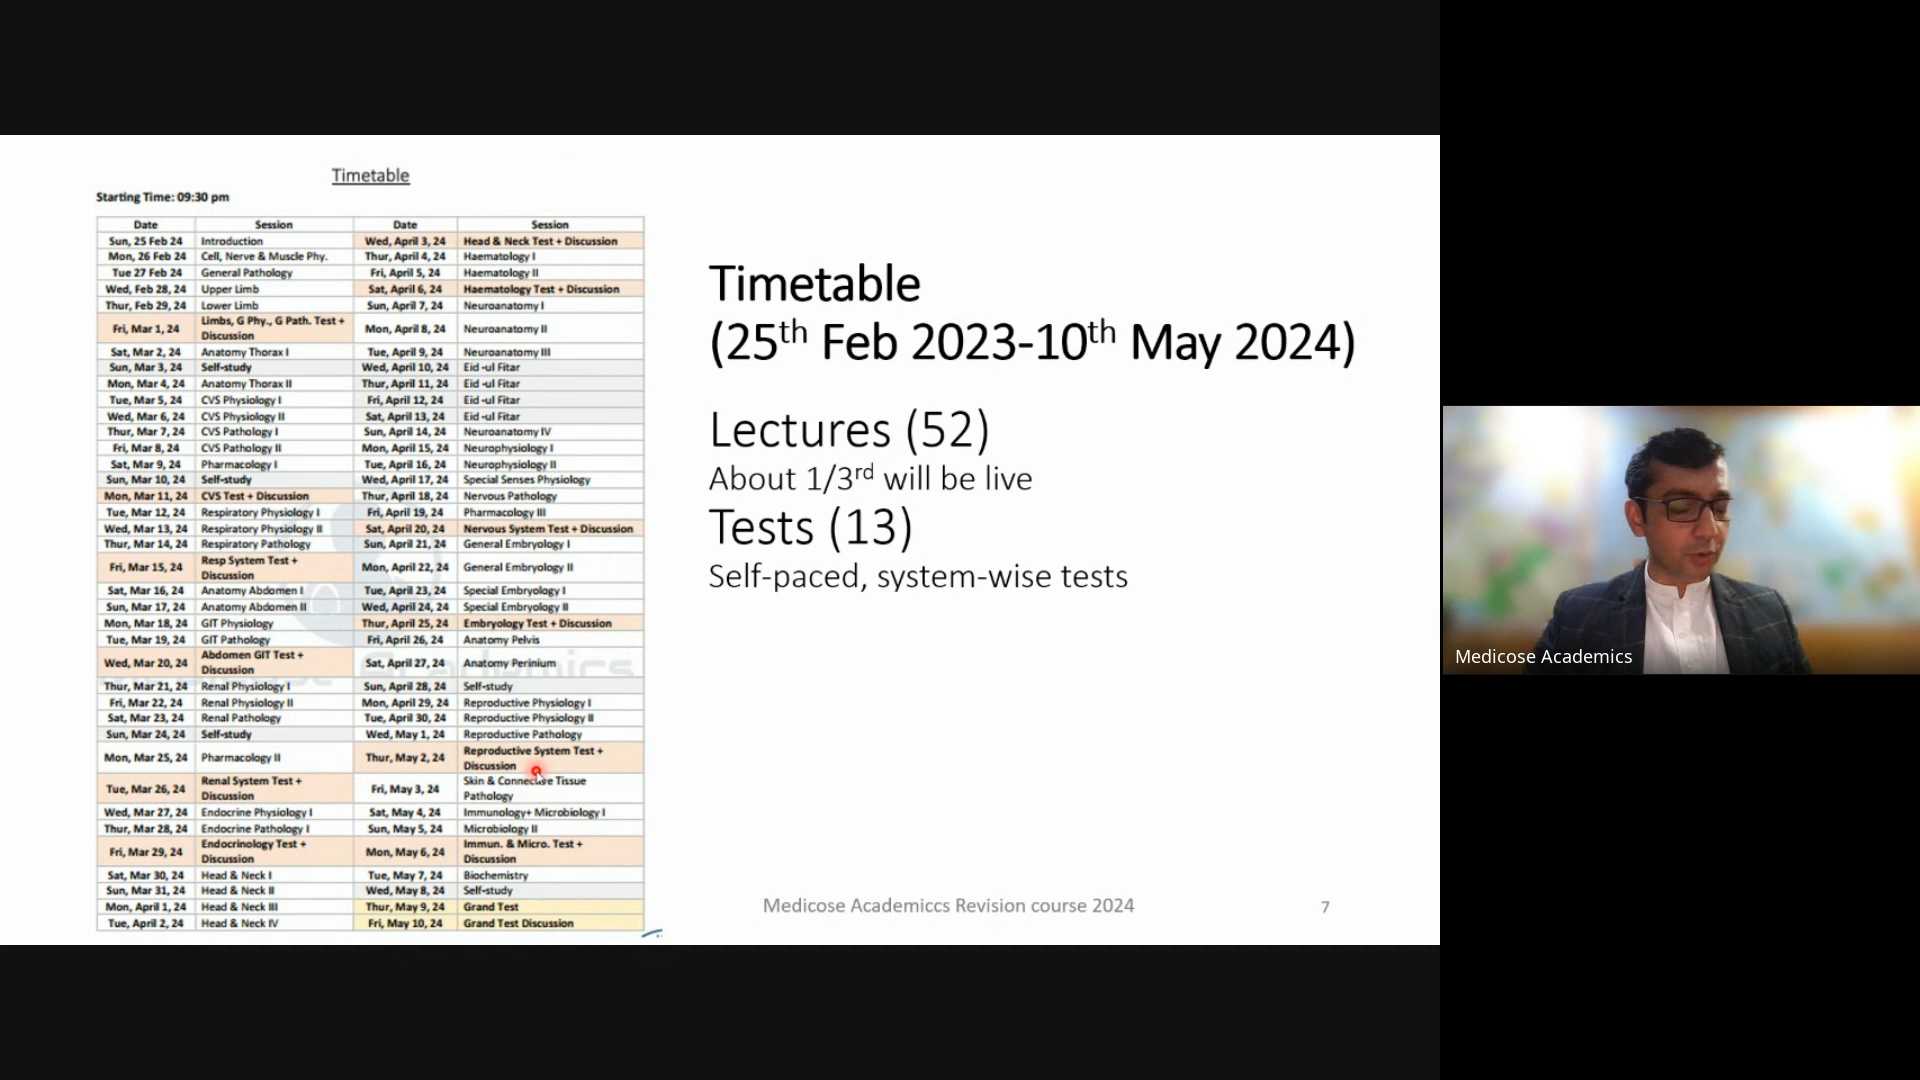 Timetable
Starting Time: 09:30 pm
Date Session Date Session
Sun, 25 Feb 24 Introduction Wed, April 3, 24 Head & Neck Test + Discussion
Mon, 26 Feb 24 Cell, Nerve & Muscle Phy. Thur, April 4, 24 Haematology I
Tue 27 Feb 24 General Pathology Fri, April 5, 24 Haematology II
Wed, Feb 28, 24 Upper Limb Sat, April 6, 24 Haematology Test + Discussion
Thur, Feb 29, 24 Lower Limb Sun, April 7, 24 Neuroanatomy I
Fri, Mar 1, 24 Limbs, G Phy., G Path. Test + Discussion Mon, April 8, 24 Neuroanatomy II
Sat, Mar 2, 24 Anatomy Thorax I Tue, April 9, 24 Neuroanatomy III
Sun, Mar 3, 24 Self-study Wed, April 10, 24 Eid -ul Fitar
Mon, Mar 4, 24 Anatomy Thorax II Thur, April 11, 24 Eid -ul Fitar
Tue, Mar 5, 24 CVS Physiology I Fri, April 12, 24 Eid -ul Fitar
Wed, Mar 6, 24 CVS Physiology II Sat, April 13, 24 Eid -ul Fitar
Thur, Mar 7, 24 CVS Pathology I Sun, April 14, 24 Neuroanatomy IV
Fri, Mar 8, 24 CVS Pathology II Mon, April 15, 24 Neurophysiology I
Sat, Mar 9, 24 Pharmacology I Tue, April 16, 24 Neurophysiology II
Sun, Mar 10, 24 Self-study Wed, April 17, 24 Special Senses Physiology
Mon, Mar 11, 24 CVS Test + Discussion Thur, April 18, 24 Nervous Pathology
Tue, Mar 12, 24 Respiratory Physiology I Fri, April 19, 24 Pharmacology III
Wed, Mar 13, 24 Respiratory Physiology II Sat, April 20, 24 Nervous System Test + Discussion
Thur, Mar 14, 24 Respiratory Pathology Sun, April 21, 24 General Embryology I
Fri, Mar 15, 24 Resp System Test + Discussion Mon, April 22, 24 General Embryology II
Sat, Mar 16, 24 Anatomy Abdomen I Tue, April 23, 24 Special Embryology I
Sun, Mar 17, 24 Anatomy Abdomen II Wed, April 24, 24 Special Embryology II
Mon, Mar 18, 24 GIT Physiology Thur, April 25, 24 Embryology Test + Discussion
Tue, Mar 19, 24 GIT Pathology Fri, April 26, 24 Anatomy Pelvis
Wed, Mar 20, 24 Abdomen GIT Test + Discussion Sat, April 27, 24 Anatomy Perinium
Thur, Mar 21, 24 Renal Physiology I Sun, April 28, 24 Self-study
Fri, Mar 22, 24 Renal Physiology II Mon, April 29, 24 Reproductive Physiology I
Sat, Mar 23, 24 Renal Pathology Tue, April 30, 24 Reproductive Physiology II
Sun, Mar 24, 24 Self-study Wed, May 1, 24 Reproductive Pathology
Mon, Mar 25, 24 Pharmacology II Thur, May 2, 24 Reproductive System Test + Discussion
Tue, Mar 26, 24 Renal System Test + Discussion Fri, May 3, 24 Skin & Connective Tissue Pathology
Wed, Mar 27, 24 Endocrine Physiology I Sat, May 4, 24 Immunology+ Microbiology I
Thur, Mar 28, 24 Endocrine Pathology I Sun, May 5, 24 Microbiology II
Fri, Mar 29, 24 Endocrinology Test + Discussion Mon, May 6, 24 Immun. & Micro. Test + Discussion
Sat, Mar 30, 24 Head & Neck I Tue, May 7, 24 Biochemistry
Sun, Mar 31, 24 Head & Neck II Wed, May 8, 24 Self-study
Mon, April 1, 24 Head & Neck III Thur, May 9, 24 Grand Test
Tue, April 2, 24 Head & Neck IV Fri, May 10, 24 Grand Test Discussion
Timetable
(25th Feb 2023-10th May 2024)
Lectures (52)
About 1/3rd will be live
Tests (13)
Self-paced, system-wise tests
Medicose Academiccs Revision course 2024 7
Medicose Academics